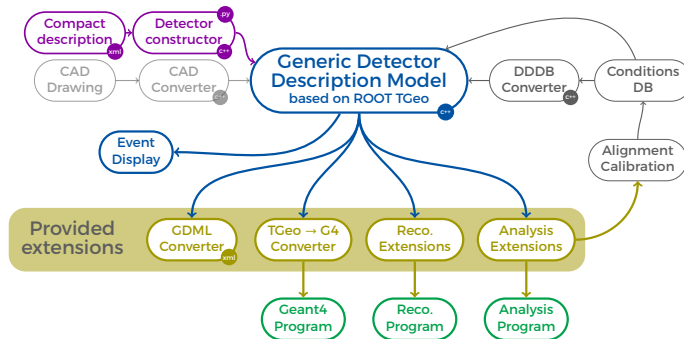 Compact
description
xml
Detector
constructor
.py
c++
CAD
Drawing
CAD
Converter
c++
Generic Detector
Description Model
based on ROOT TGeo
c++
DDDB
Converter
c++
Conditions
DB
Event
Display
Alignment
Calibration
Provided
extensions
GDML
Converter
xml
TGeo → G4
Converter
Reco.
Extensions
Analysis
Extensions
Geant4
Program
Reco.
Program
Analysis
Program